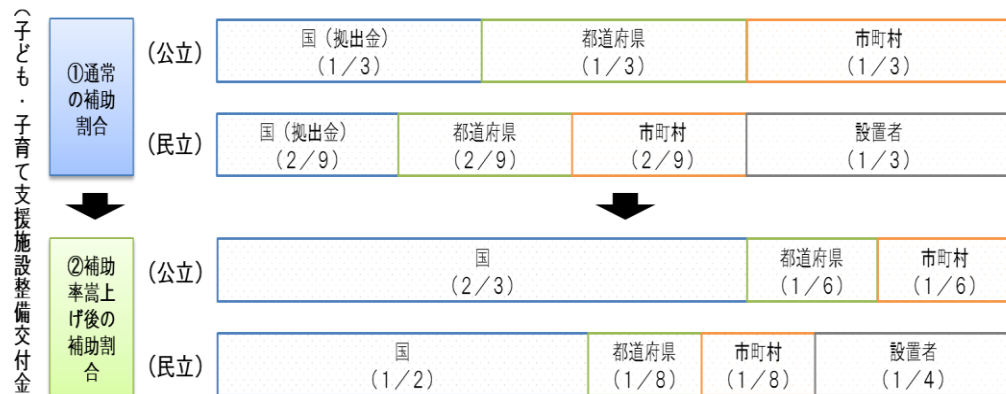 （子ども・子育て支援施設整備交付金
①通常
の補助
割合
（公立）
国（拠出金）
（1／3）
都道府県
（1／3）
市町村
（1／3）
（民立）
国（拠出金）
（2／9）
都道府県
（2／9）
市町村
（2／9）
設置者
（1／3）
②補助
率嵩上
げ後の
補助割
合
（公立）
国
（2／3）
都道府県
（1／6）
市町村
（1／6）
（民立）
国
（1／2）
都道府県
（1／8）
市町村
（1／8）
設置者
（1／4）